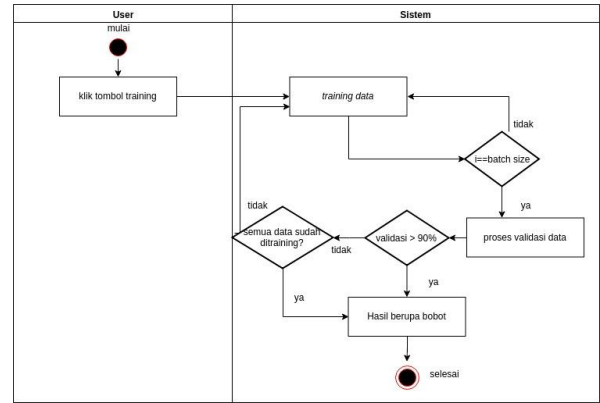 User
Sistem
mulai
klik tombol training
training data
tidak
i==batch size
ya
tidak
semua data sudah
ditraining?
tidak
validasi > 90%
proses validasi data
ya
ya
Hasil berupa bobot
selesai